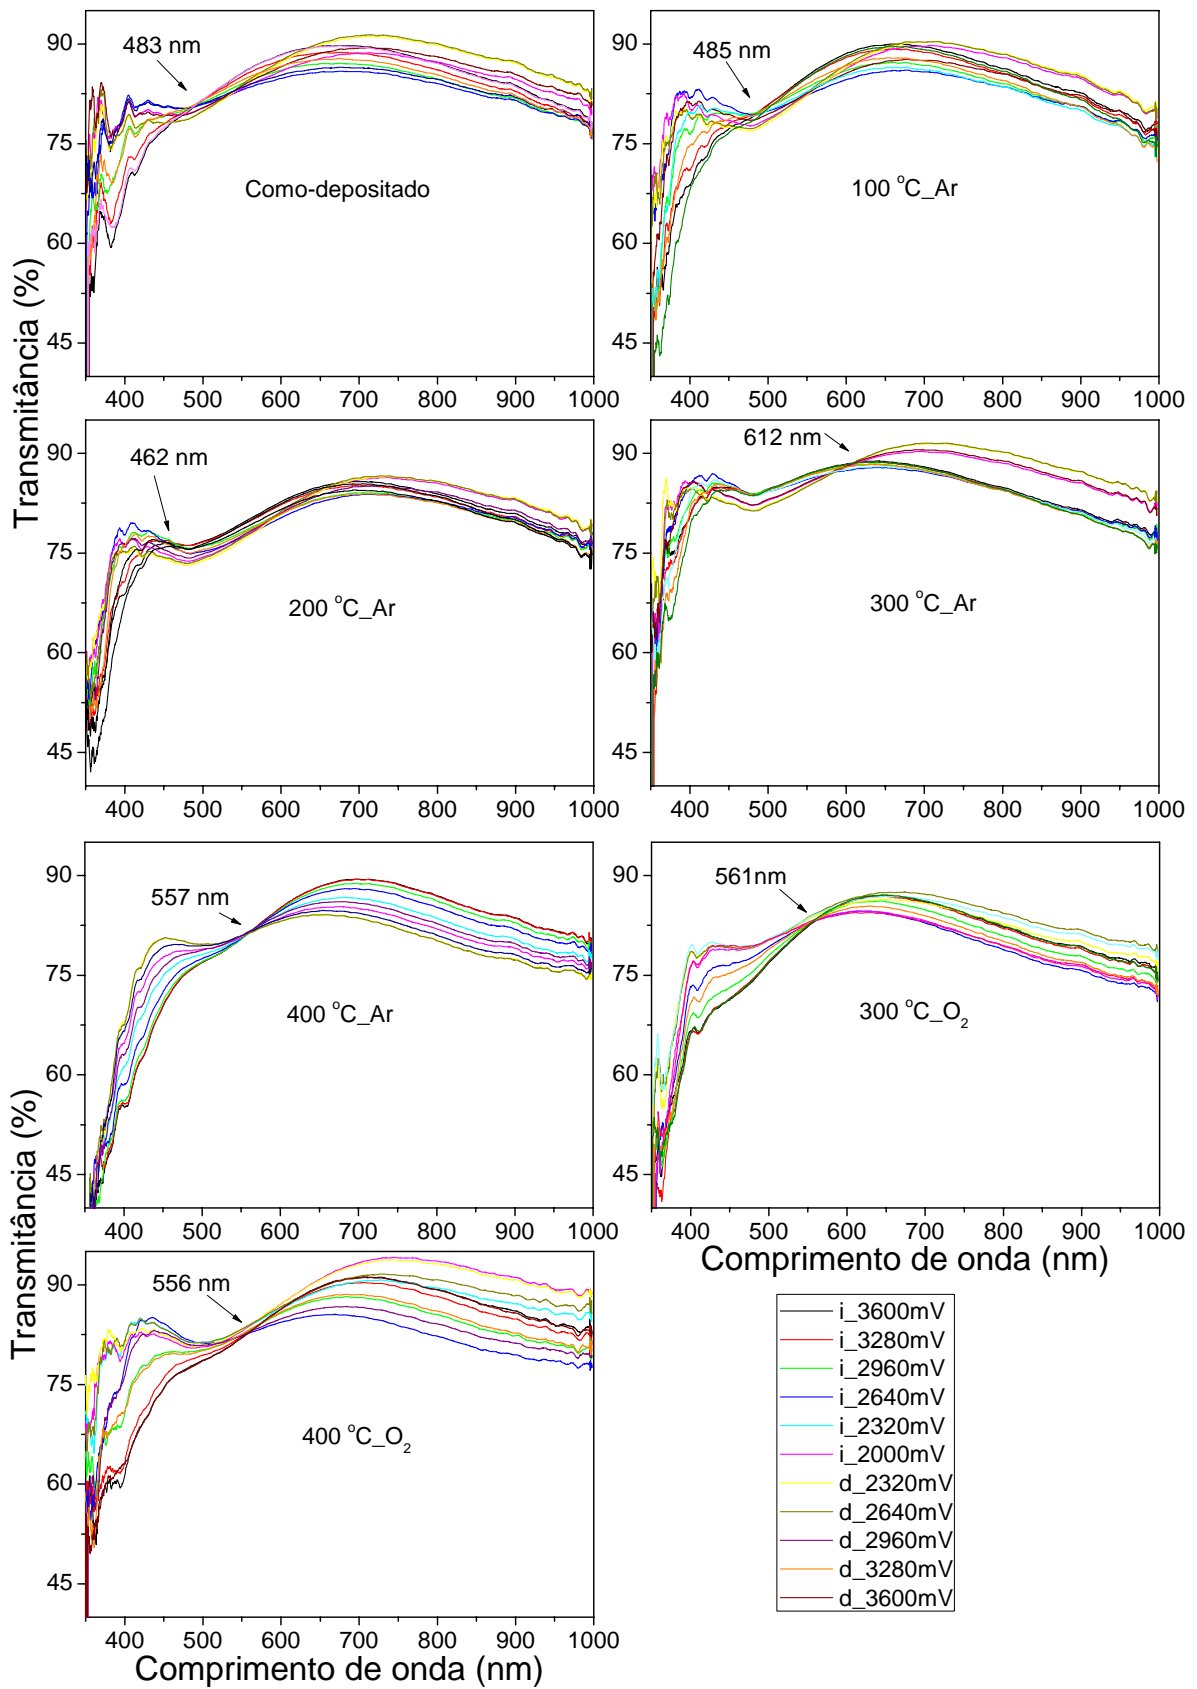 90
75
60
45
483 nm
Como-depositado
400 500 600 700 800 900 1000
90
75
60
45
485 nm
100 °C_Ar
400 500 600 700 800 900 1000
Transmitância (%)
90
75
60
45
462 nm
200 °C_Ar
400 500 600 700 800 900 1000
90
75
60
45
612 nm
300 °C_Ar
400 500 600 700 800 900 1000
90
75
60
45
557 nm
400 °C_Ar
400 500 600 700 800 900 1000
90
75
60
45
561nm
300 °C_O₂
400 500 600 700 800 900 1000
Comprimento de onda (nm)
Transmitância (%)
90
75
60
45
556 nm
400 °C_O₂
400 500 600 700 800 900 1000
Comprimento de onda (nm)
i_3600mV
i_3280mV
i_2960mV
i_2640mV
i_2320mV
i_2000mV
d_2320mV
d_2640mV
d_2960mV
d_3280mV
d_3600mV